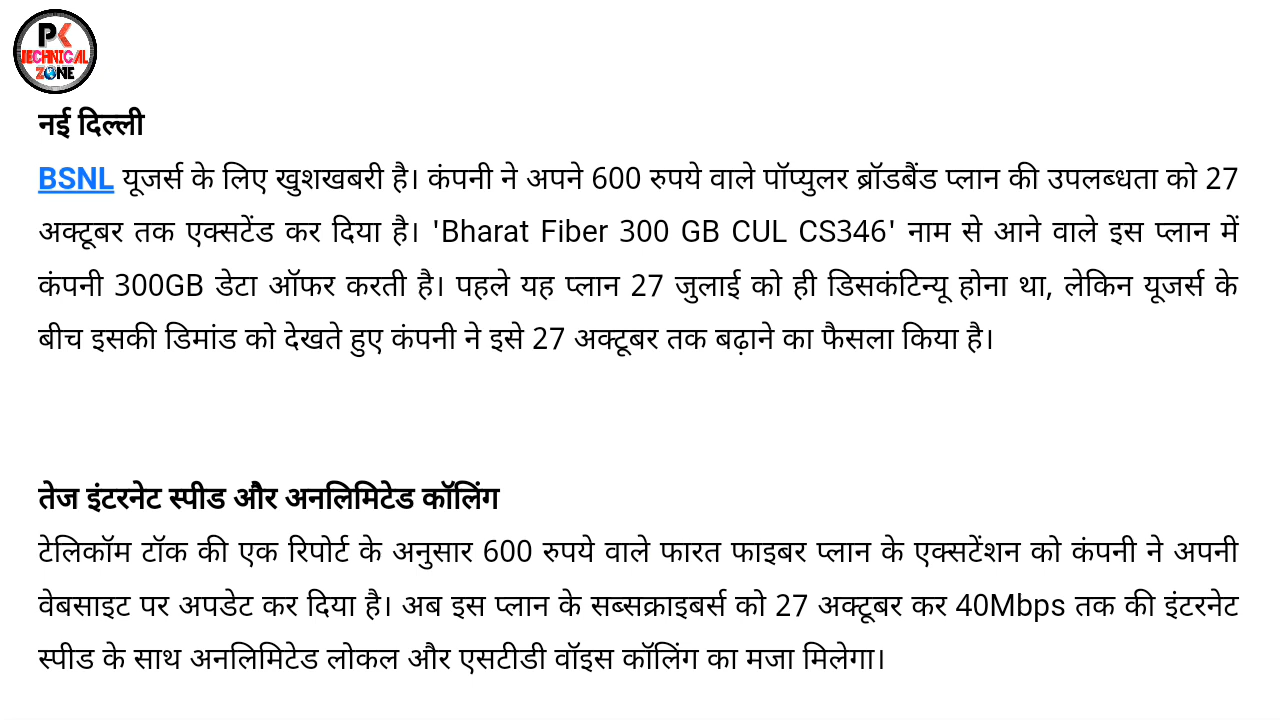 PK
TECHNICAL
ZONE
नई दिल्ली
BSNL यूजर्स के लिए खुशखबरी है। कंपनी ने अपने 600 रुपये वाले पॉप्युलर ब्रॉडबैंड प्लान की उपलब्धता को 27
अक्टूबर तक एक्सटेंड कर दिया है। 'Bharat Fiber 300 GB CUL CS346' नाम से आने वाले इस प्लान में
कंपनी 300GB डेटा ऑफर करती है। पहले यह प्लान 27 जुलाई को ही डिसकंटिन्यू होना था, लेकिन यूजर्स के
बीच इसकी डिमांड को देखते हुए कंपनी ने इसे 27 अक्टूबर तक बढ़ाने का फैसला किया है।
तेज इंटरनेट स्पीड और अनलिमिटेड कॉलिंग
टेलिकॉम टॉक की एक रिपोर्ट के अनुसार 600 रुपये वाले फारत फाइबर प्लान के एक्सटेंशन को कंपनी ने अपनी
वेबसाइट पर अपडेट कर दिया है। अब इस प्लान के सब्सक्राइबर्स को 27 अक्टूबर कर 40Mbps तक की इंटरनेट
स्पीड के साथ अनलिमिटेड लोकल और एसटीडी वॉइस कॉलिंग का मजा मिलेगा।